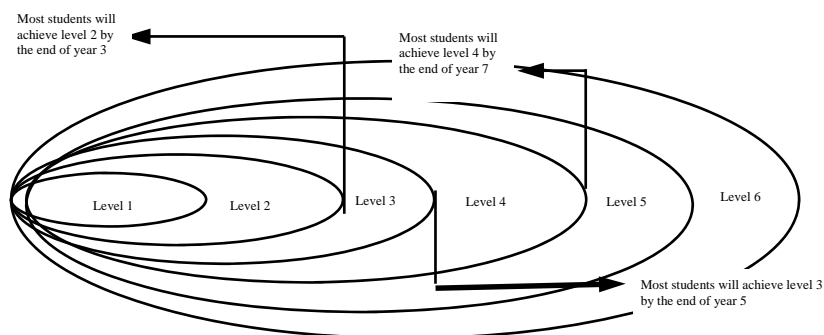 Most students will
achieve level 2 by
the end of year 3
Most students will
achieve level 4 by
the end of year 7
Level 1
Level 2
Level 3
Level 4
Level 5
Level 6
Most students will achieve level 3
by the end of year 5